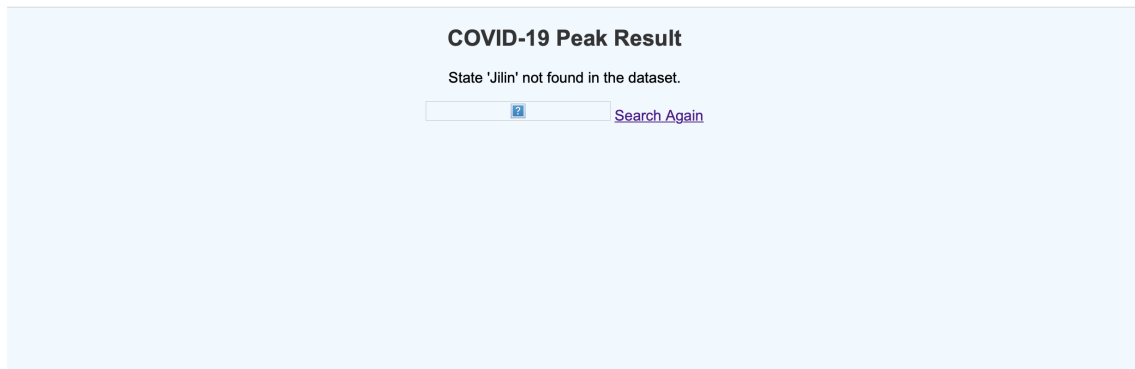 COVID-19 Peak Result
State 'Jilin' not found in the dataset.
? Search Again